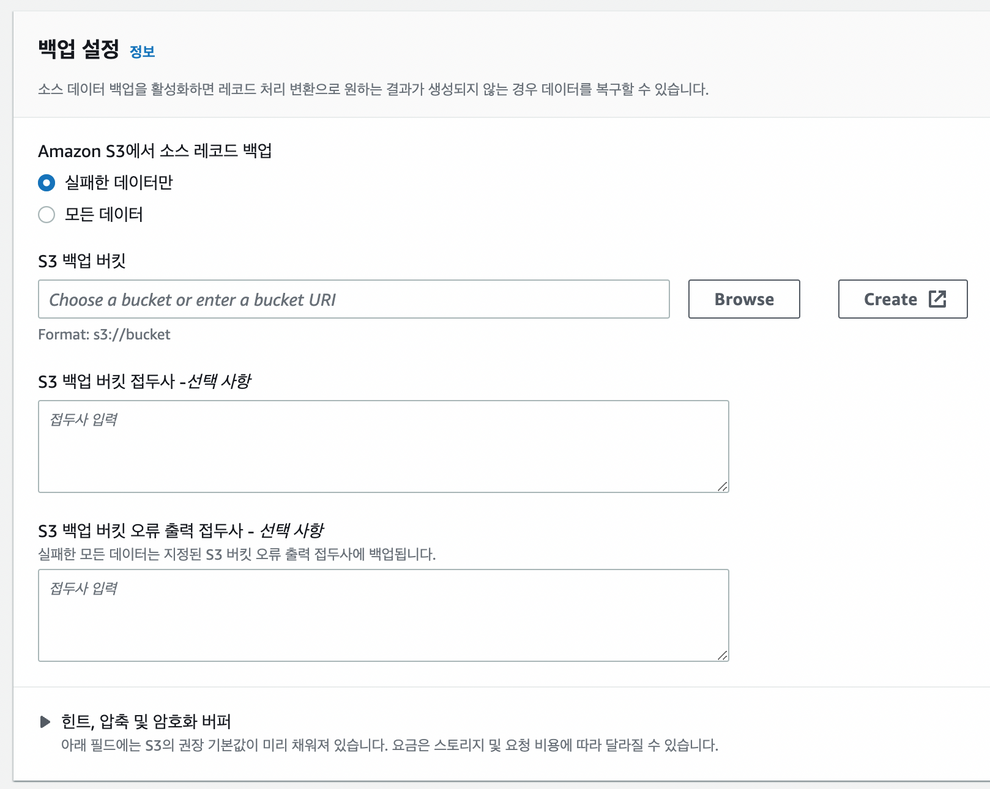 백업 설정 정보
소스 데이터 백업을 활성화하면 레코드 처리 변환으로 원하는 결과가 생성되지 않는 경우 데이터를 복구할 수 있습니다.
Amazon S3에서 소스 레코드 백업
실패한 데이터만
모든 데이터
S3 백업 버킷
Choose a bucket or enter a bucket URI
Browse
Create
Format: s3://bucket
S3 백업 버킷 접두사 -선택 사항
접두사 입력
S3 백업 버킷 오류 출력 접두사 - 선택 사항
실패한 모든 데이터는 지정된 S3 버킷 오류 출력 접두사에 백업됩니다.
접두사 입력
힌트, 압축 및 암호화 버퍼
아래 필드에는 S3의 권장 기본값이 미리 채워져 있습니다. 요금은 스토리지 및 요청 비용에 따라 달라질 수 있습니다.